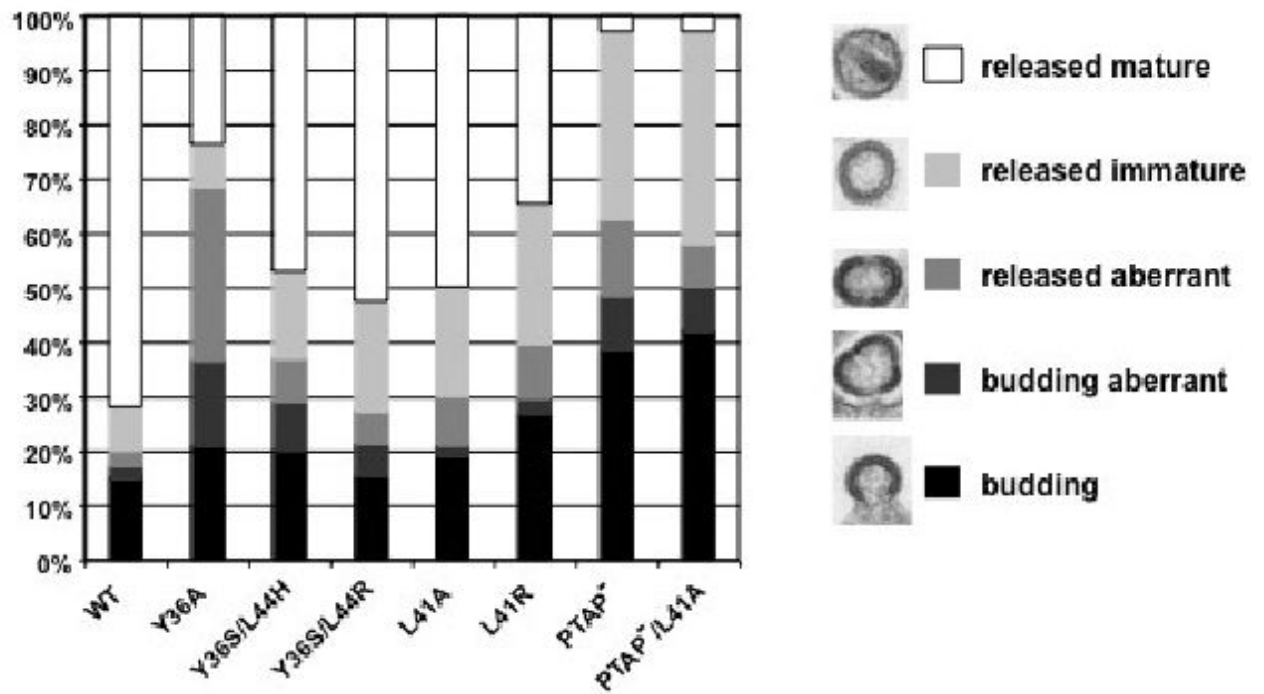 100%
90%
80%
70%
60%
50%
40%
30%
20%
10%
0%
WT
Y36A
Y36S/L44H
Y36S/L44R
L41A
L41R
PTAP⁻
PTAP⁻/L41A
released mature
released immature
released aberrant
budding aberrant
budding